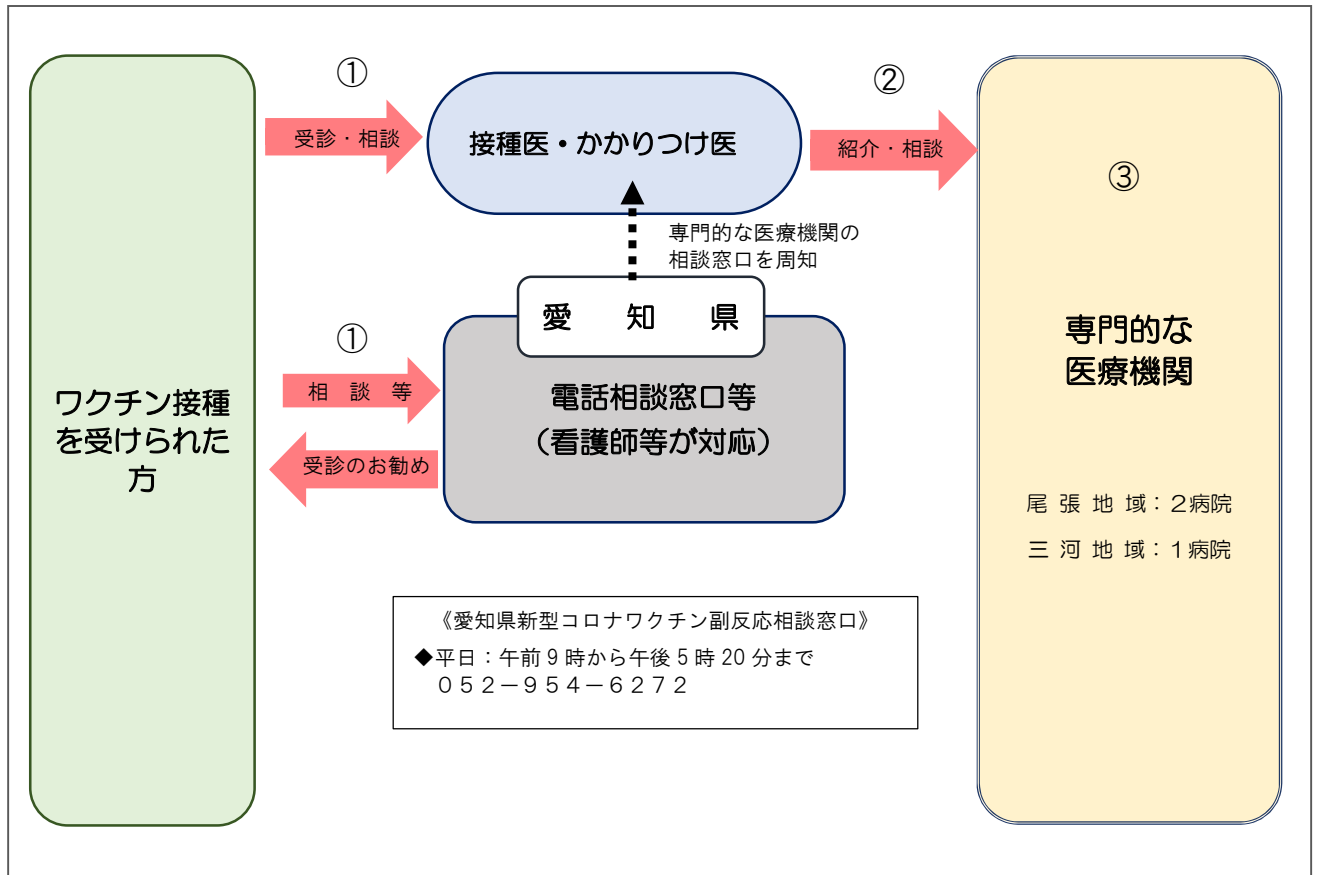 ①
受診・相談
接種医・かかりつけ医
②
紹介・相談
専門的な医療機関の
相談窓口を周知
愛　知　県
①
相　談　等
受診のお勧め
電話相談窓口等
（看護師等が対応）
ワクチン接種
を受けられた
方
③
専門的な
医療機関
尾 張 地 域：２病院
三 河 地 域：１病院
《愛知県新型コロナワクチン副反応相談窓口》
◆平日：午前 9 時から午後 5 時 20 分まで
０５２－９５４－６２７２